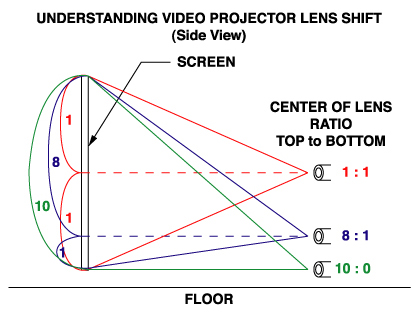 UNDERSTANDING VIDEO PROJECTOR LENS SHIFT
(Side View)
SCREEN
CENTER OF LENS
RATIO
TOP to BOTTOM
1
8
1 : 1
10
1
8 : 1
1
10 : 0
FLOOR